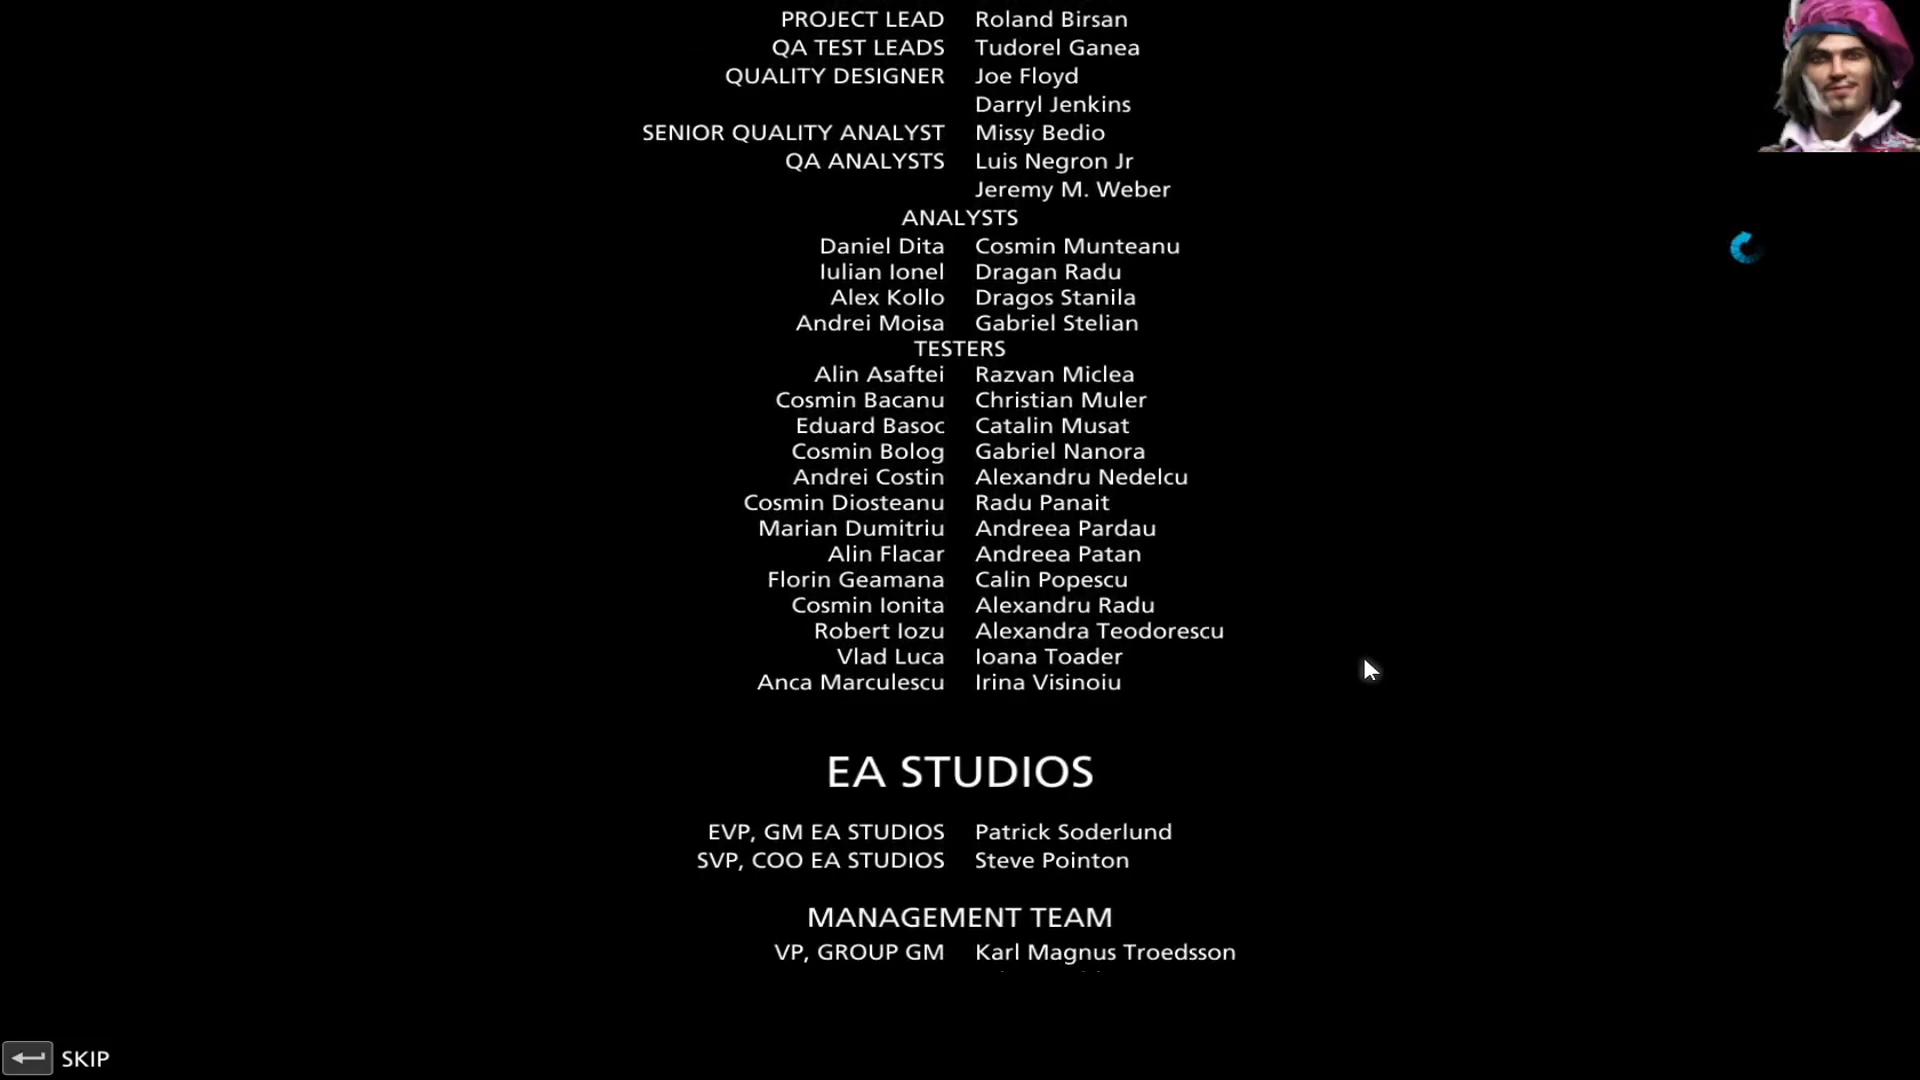 PROJECT LEAD Roland Birsan
QA TEST LEADS Tudorel Ganea
QUALITY DESIGNER Joe Floyd
Darryl Jenkins
SENIOR QUALITY ANALYST Missy Bedio
QA ANALYSTS Luis Negron Jr
Jeremy M. Weber
ANALYSTS
Daniel Dita Cosmin Munteanu
Iulian Ionel Dragan Radu
Alex Kollo Dragos Stanila
Andrei Moisa Gabriel Stelian
TESTERS
Alin Asaftei Razvan Miclea
Cosmin Bacanu Christian Muler
Eduard Basoc Catalin Musat
Cosmin Bolog Gabriel Nanora
Andrei Costin Alexandru Nedelcu
Cosmin Diosteanu Radu Panait
Marian Dumitriu Andreea Pardau
Alin Flacar Andreea Patan
Florin Geamana Calin Popescu
Cosmin Ionita Alexandru Radu
Robert Iozu Alexandra Teodorescu
Vlad Luca Ioana Toader
Anca Marculescu Irina Visinoiu
EA STUDIOS
EVP, GM EA STUDIOS Patrick Soderlund
SVP, COO EA STUDIOS Steve Pointon
MANAGEMENT TEAM
VP, GROUP GM Karl Magnus Troedsson
SKIP